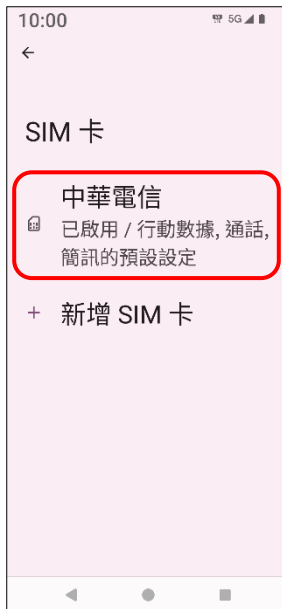 10:00 5G
SIM 卡
中華電信
已啟用 / 行動數據, 通話,
簡訊的預設設定
+ 新增 SIM 卡